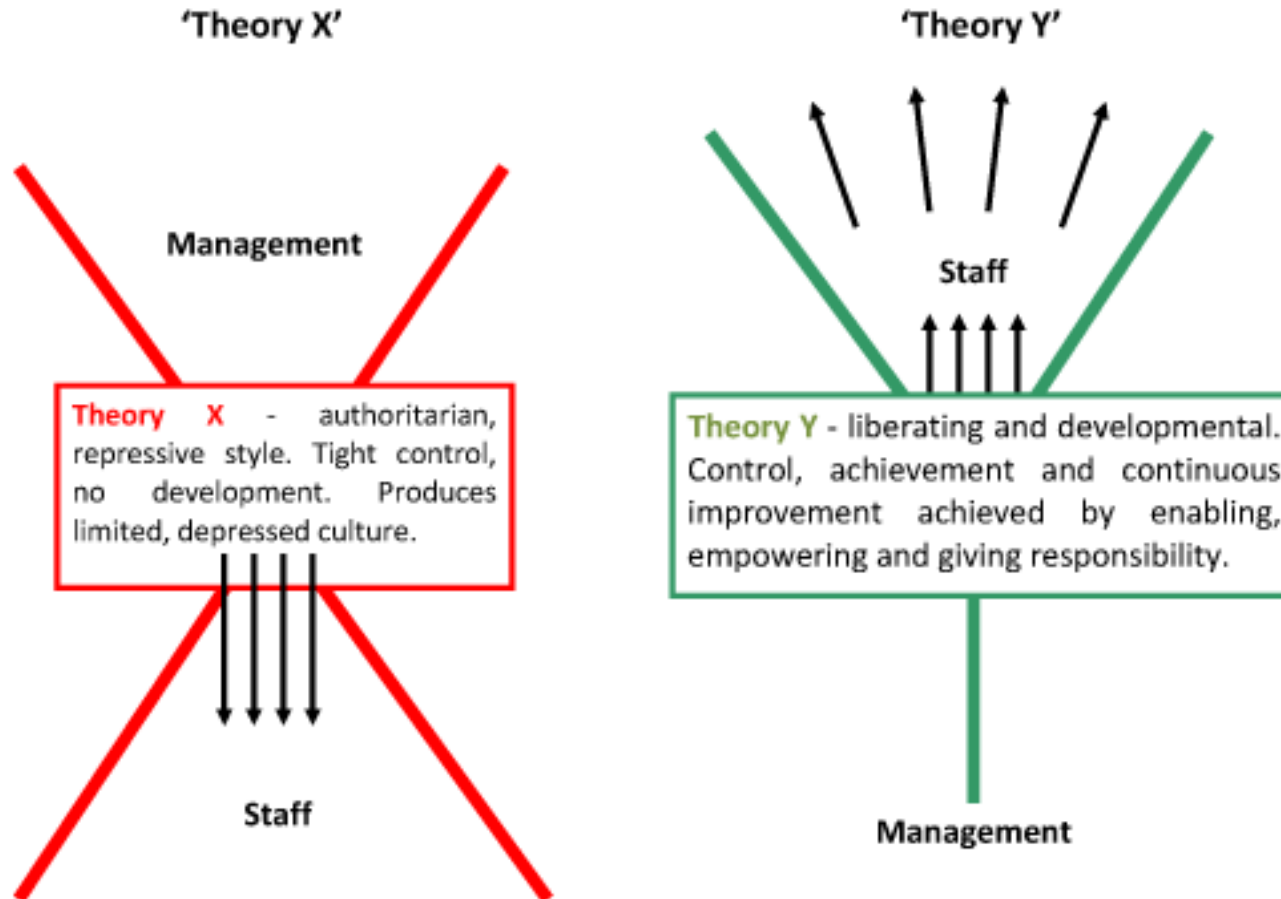 ‘Theory X’
Management
Theory X - authoritarian,
repressive style. Tight control,
no development. Produces
limited, depressed culture.
Staff
‘Theory Y’
Staff
Theory Y - liberating and developmental.
Control, achievement and continuous
improvement achieved by enabling,
empowering and giving responsibility.
Management